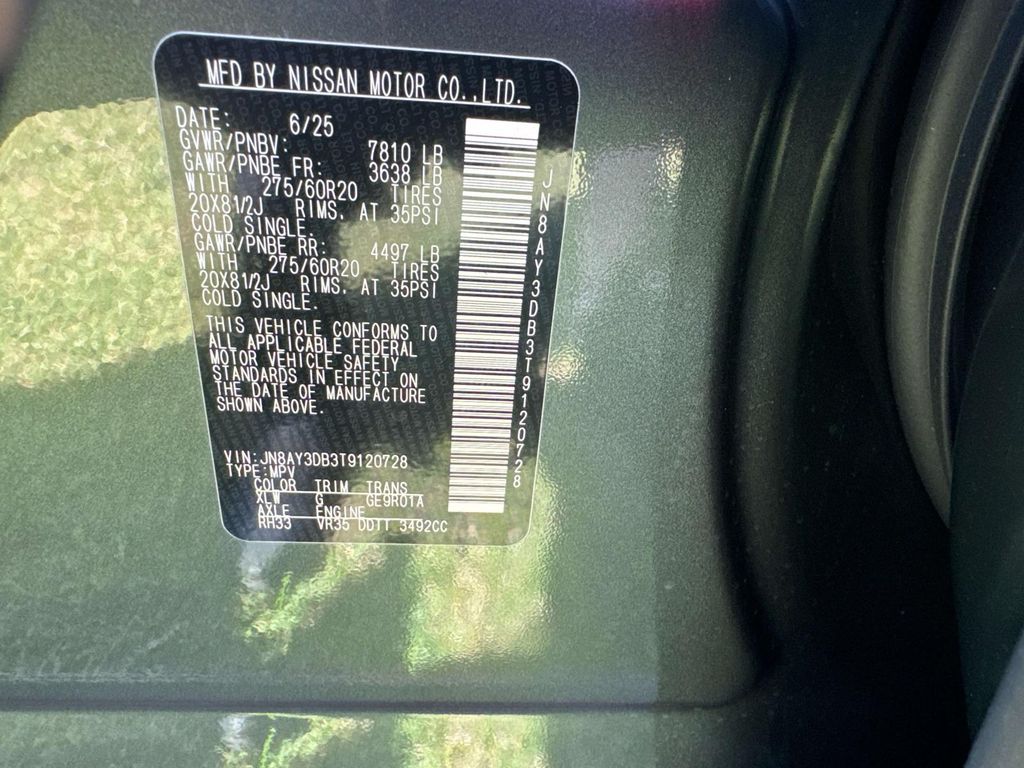 MFD BY NISSAN MOTOR CO.,LTD.
DATE: 6/25
GVWR/PNBV: 7810 LB
GAWR/PNBE FR: 3638 LB
WITH 275/60R20 TIRES
20X81/2J RIMS, AT 35PSI
COLD SINGLE.
GAWR/PNBE RR: 4497 LB
WITH 275/60R20 TIRES
20X81/2J RIMS, AT 35PSI
COLD SINGLE.
THIS VEHICLE CONFORMS TO
ALL APPLICABLE FEDERAL
MOTOR VEHICLE SAFETY
STANDARDS IN EFFECT ON
THE DATE OF MANUFACTURE
SHOWN ABOVE.
VIN:JN8AY3DB3T9120728
TYPE:MPV
COLOR TRIM TRANS
XLW G GE9R01A
AXLE ENGINE
RH33 VR35 DDTT 3492CC
JN8AY3DB3T9120728